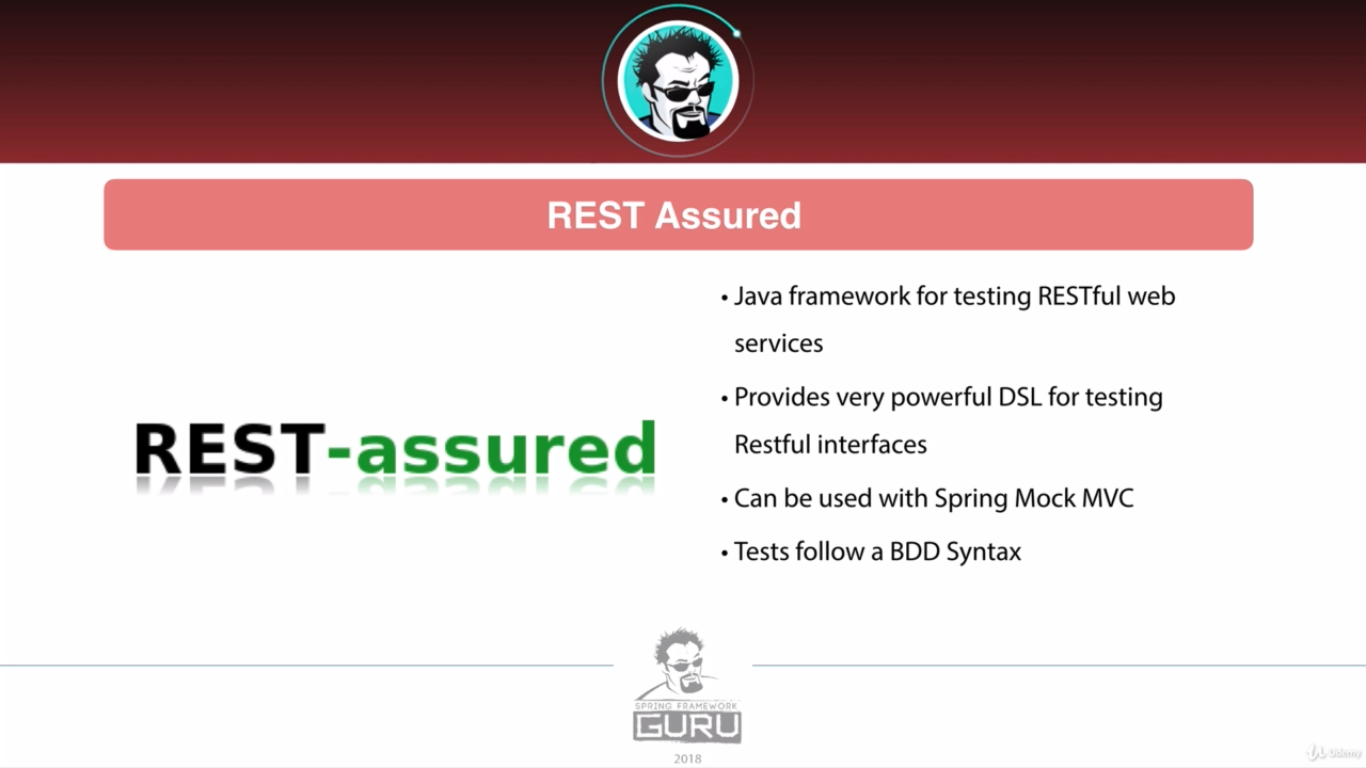 REST Assured
• Java framework for testing RESTful web
services
• Provides very powerful DSL for testing
Restful interfaces
• Can be used with Spring Mock MVC
• Tests follow a BDD Syntax
REST-assured
SPRING FRAMEWORK
GURU
2018
Udemy